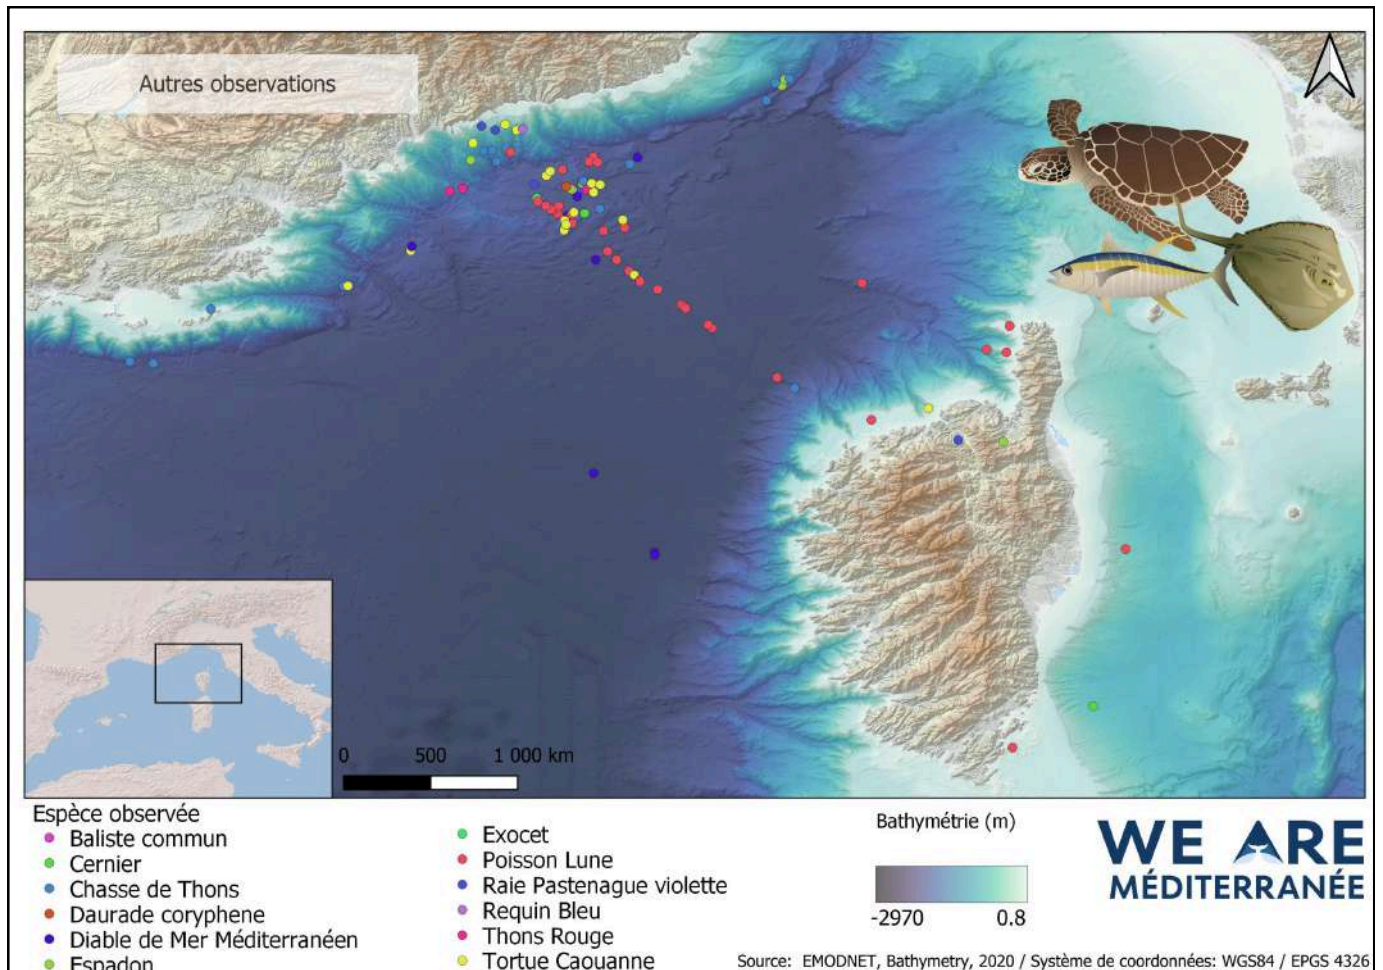 Autres observations
0 500 1 000 km
Espèce observée
Baliste commun
Cernier
Chasse de Thons
Daurade coryphene
Diable de Mer Méditerranéen
Espadon
Exocet
Poisson Lune
Raie Pastenague violette
Requin Bleu
Thons Rouge
Tortue Caouanne
Bathymétrie (m)
-2970 0.8
WE ARE
MÉDITERRANÉE
Source: EMODNET, Bathymetry, 2020 / Système de coordonnées: WGS84 / EPGS 4326